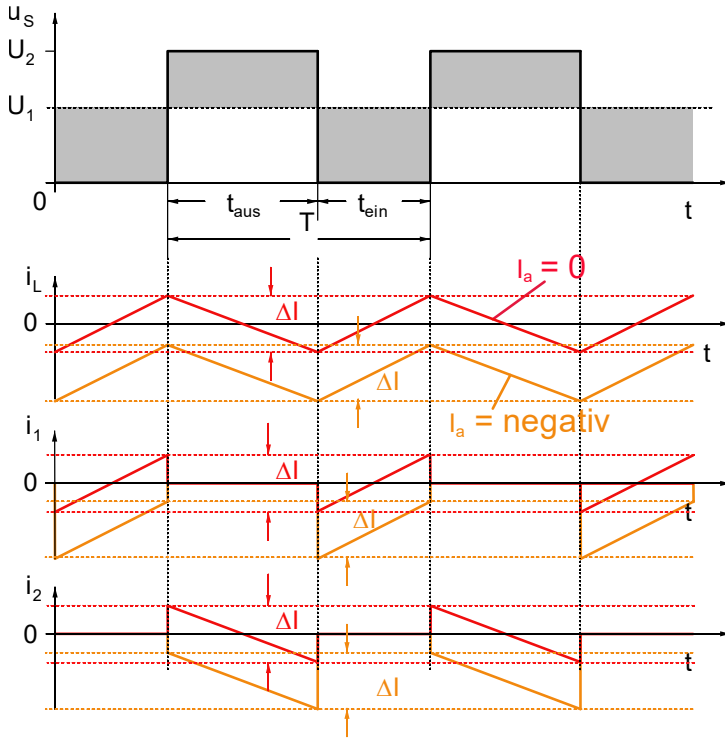 u_S
U_2
U_1
0
t_aus
t_ein
t
T
i_L
I_a = 0
ΔI
0
t
ΔI
I_a = negativ
i_1
ΔI
0
ΔI
t
i_2
ΔI
0
t
ΔI